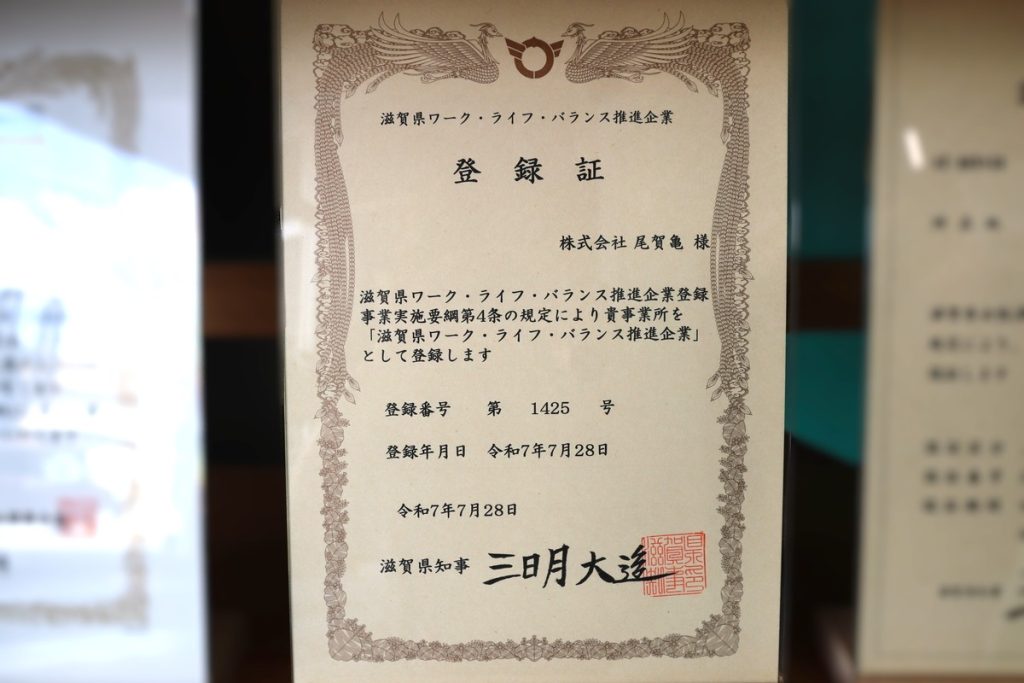 滋賀県ワーク・ライフ・バランス推進企業
登録証
株式会社 尾賀亀 様
滋賀県ワーク・ライフ・バランス推進企業登録
事業実施要綱第4条の規定により貴事業所を
「滋賀県ワーク・ライフ・バランス推進企業」
として登録します
登録番号 第 1425 号
登録年月日 令和7年7月28日
令和7年7月28日
滋賀県知事 三日月大造